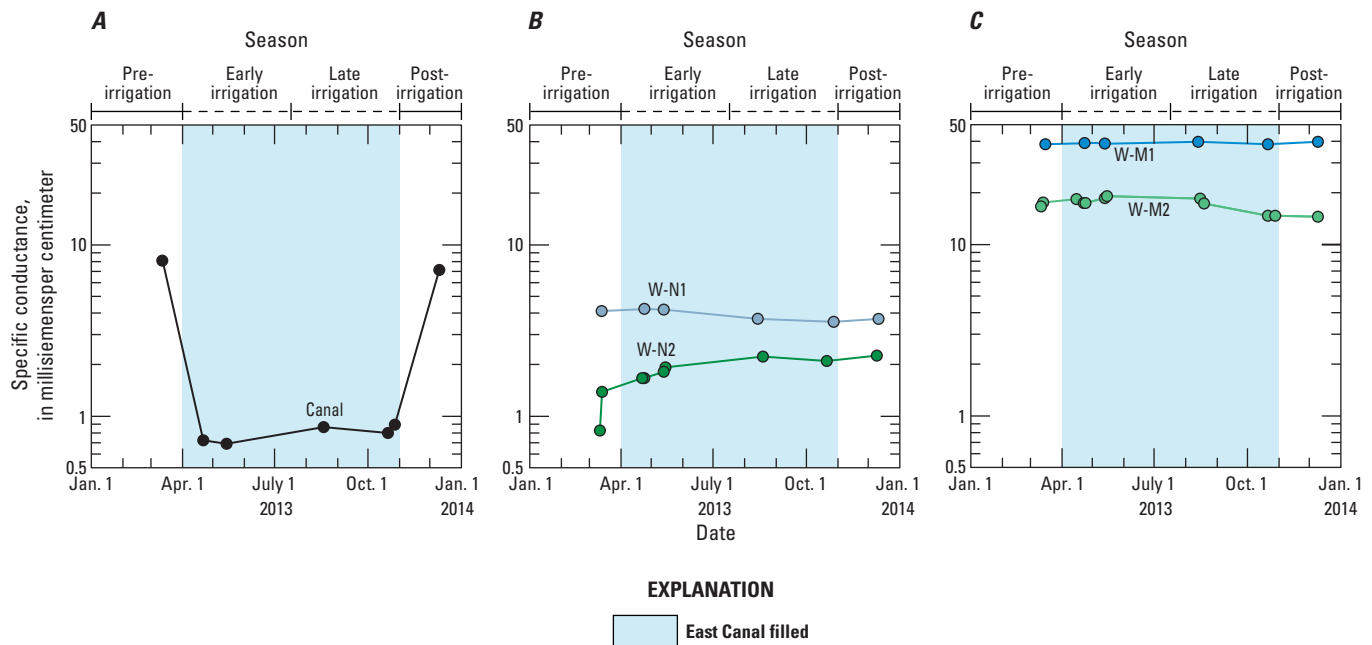 A
Season
Pre-
irrigation
Early
irrigation
Late
irrigation
Post-
irrigation
Specific conductance,
in millisiemensper centimeter
50
10
1
0.5
Canal
Jan. 1 Apr. 1 July 1 Oct. 1 Jan. 1
2013 2014
B
Season
Pre-
irrigation
Early
irrigation
Late
irrigation
Post-
irrigation
50
10
1
0.5
W-N1
W-N2
Jan. 1 Apr. 1 July 1 Oct. 1 Jan. 1
2013 2014
Date
C
Season
Pre-
irrigation
Early
irrigation
Late
irrigation
Post-
irrigation
50
10
1
0.5
W-M1
W-M2
Jan. 1 Apr. 1 July 1 Oct. 1 Jan. 1
2013 2014
EXPLANATION
East Canal filled